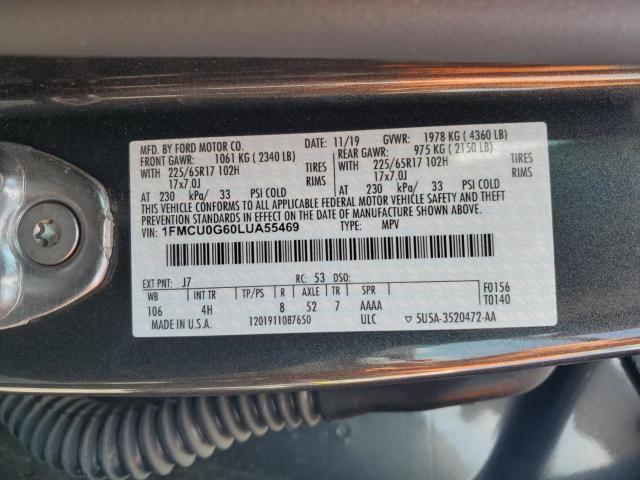 MFD. BY FORD MOTOR CO. DATE: 11/19 GVWR: 1978 KG ( 4360 LB)
FRONT GAWR: 1061 KG ( 2340 LB) REAR GAWR: 975 KG ( 2150 LB)
225/65R17 102H TIRES 225/65R17 102H TIRES
17x7.0J RIMS 17x7.0J RIMS
AT 230 kPa/ 33 PSI COLD AT 230 kPa/ 33 PSI COLD
THIS VEHICLE CONFORMS TO ALL APPLICABLE FEDERAL MOTOR VEHICLE SAFETY AND THEFT
PREVENTION STANDARDS IN EFFECT ON THE DATE OF MANUFACTURE SHOWN ABOVE.
VIN: 1FMCU0G60LUA55469 TYPE: MPV
EXT PNT: J7 RC: 53 DSO: F0156
WB INT TR TP/PS R AXLE TR SPR T0140
106 4H 8 52 7 AAAA
MADE IN U.S.A. 1201911087650 ULC ▽ 5U5A-3520472-AA